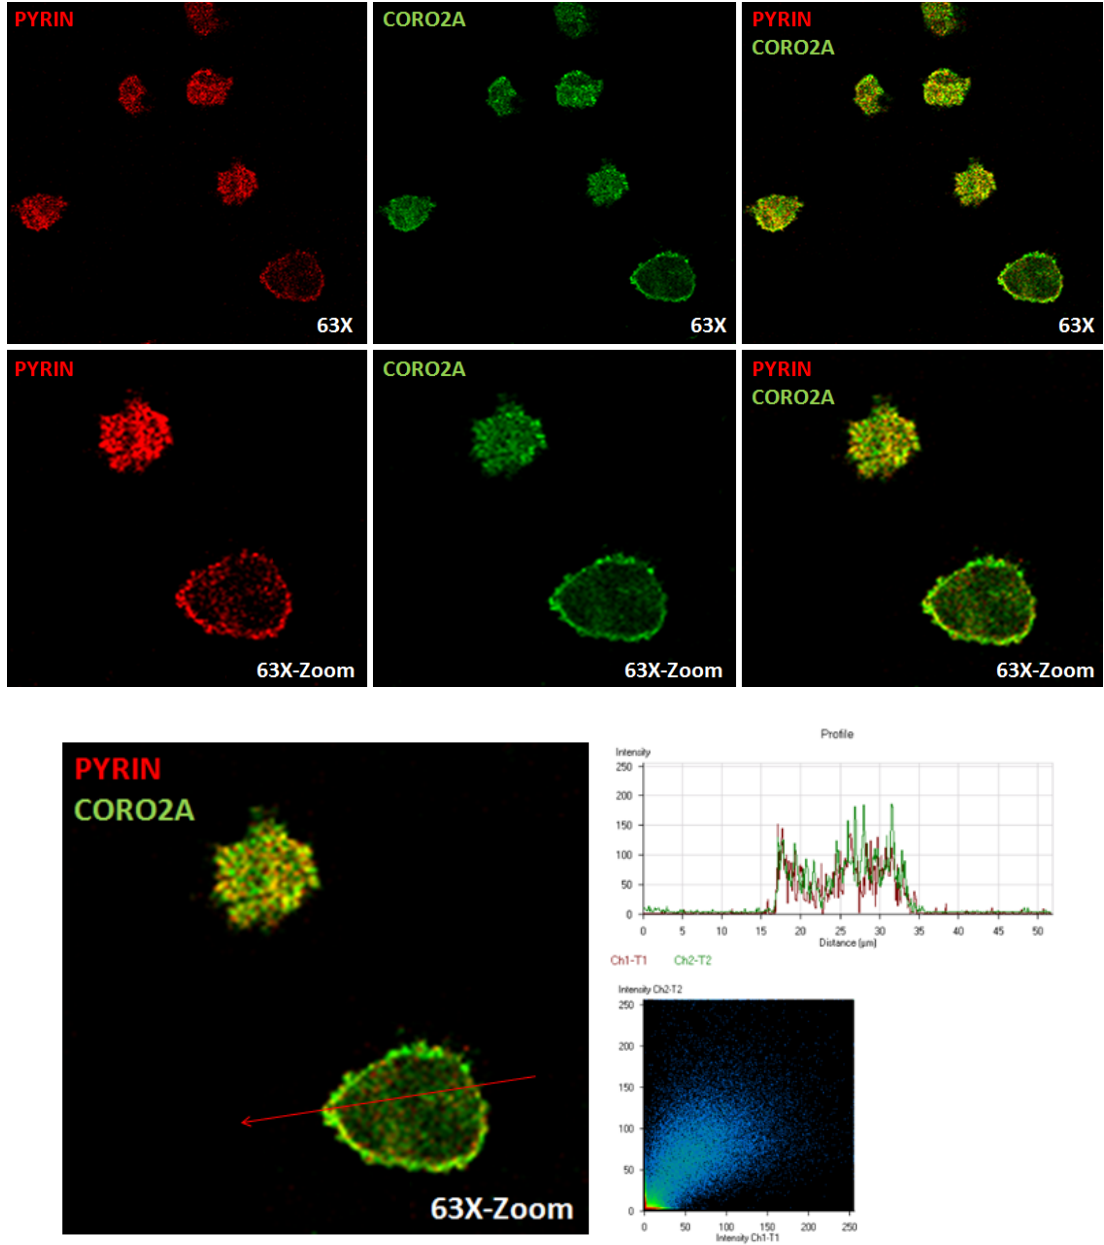 PYRIN
63X
CORO2A
63X
PYRIN
CORO2A
63X
PYRIN
63X-Zoom
CORO2A
63X-Zoom
PYRIN
CORO2A
63X-Zoom
PYRIN
CORO2A
63X-Zoom
Profile
Intensity
250
200
150
100
50
0
0 5 10 15 20 25 30 35 40 45 50
Distance (µm)
Ch1-T1 Ch2-T2
Intensity Ch2-T2
250
200
150
100
50
0
0 50 100 150 200 250
Intensity Ch1-T1